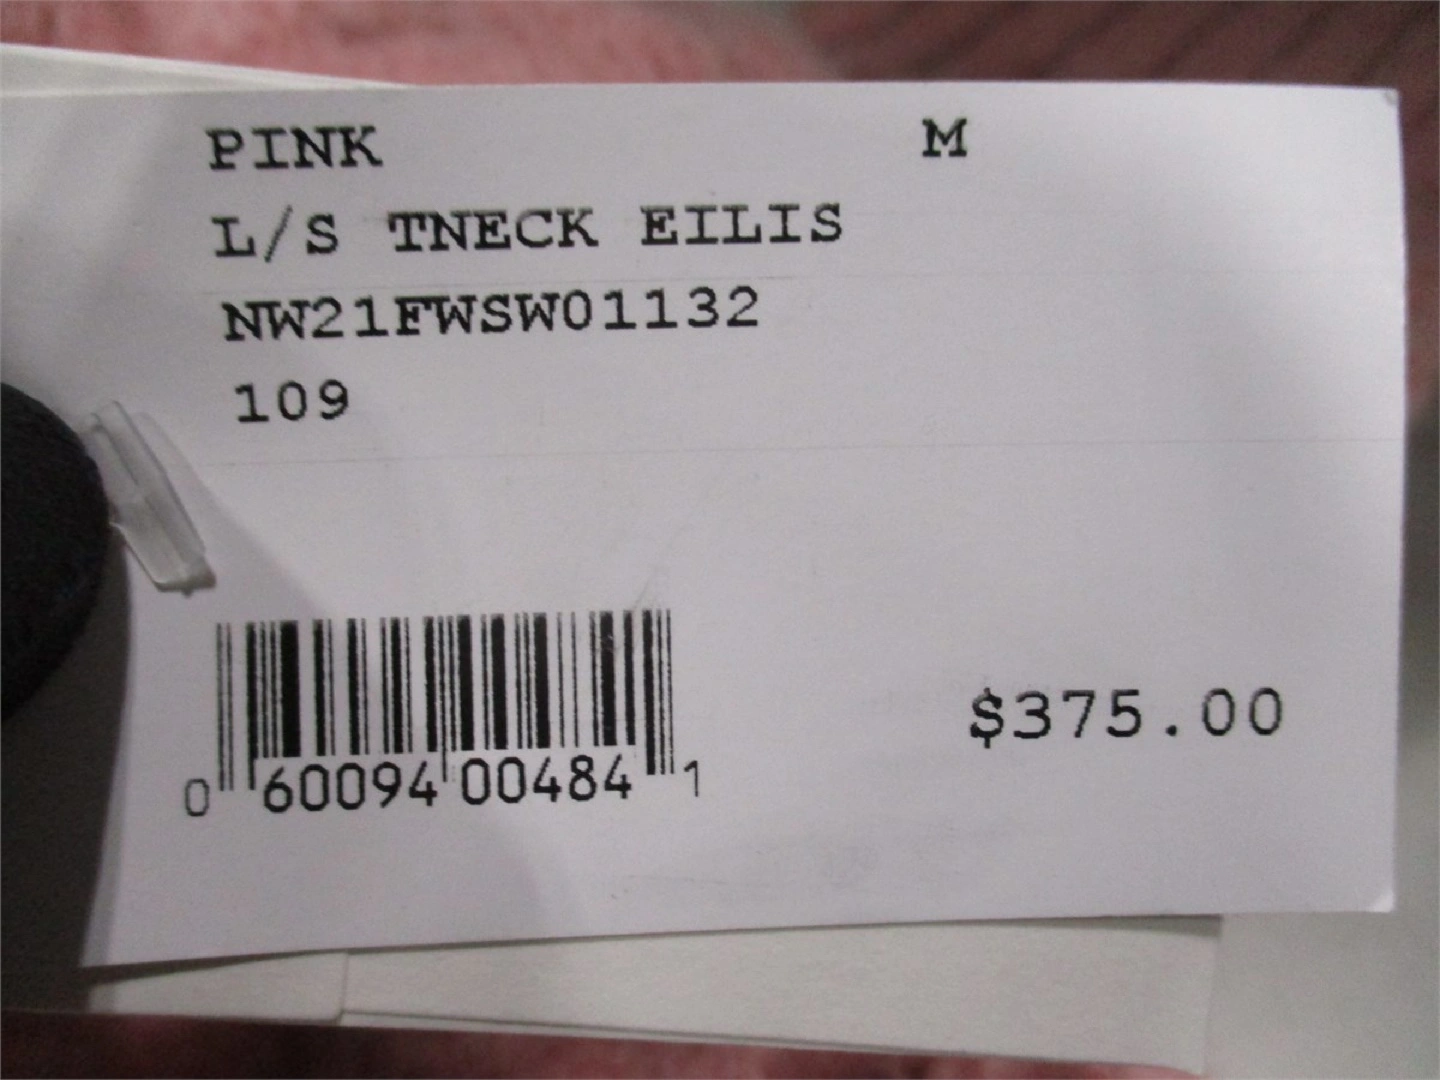 PINK M
L/S TNECK EILIS
NW21FWSW01132
109
$375.00
0 60094 00484 1